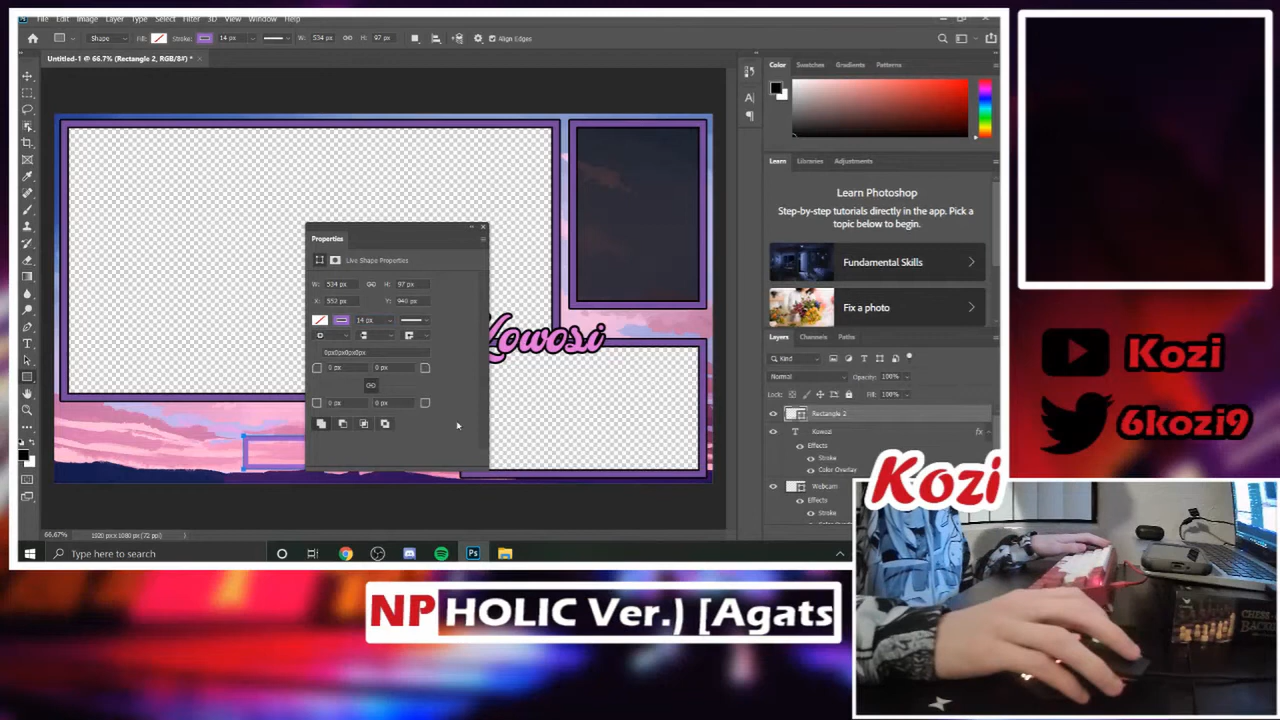 File Edit Image Layer Type Select Filter 3D View Window Help
Shape Fill: Stroke: 14 px W: 534 px H: 97 px Align Edges
Untitled-1 @ 66.7% (Rectangle 2, RGB/8#) *
Color Swatches Gradients Patterns
Learn Libraries Adjustments
Learn Photoshop
Step-by-step tutorials directly in the app. Pick a
topic below to begin.
Fundamental Skills
Fix a photo
Properties
Live Shape Properties
W: 534 px H: 97 px
X: 552 px Y: 940 px
14 px
0px0px0px0px
0 px 0 px
0 px 0 px
Kowosi
Layers Channels Paths
Kind
Normal Opacity: 100%
Lock: Fill: 100%
Rectangle 2
Kowozi fx
Effects
Stroke
Color Overlay
Webcam
Effects
Stroke
66.67% 1920 px x 1080 px (72 ppi)
Type here to search
Ps
Kozi
6kozi9
Kozi
NP HOLIC Ver.) [Agats
CHESS
BACK